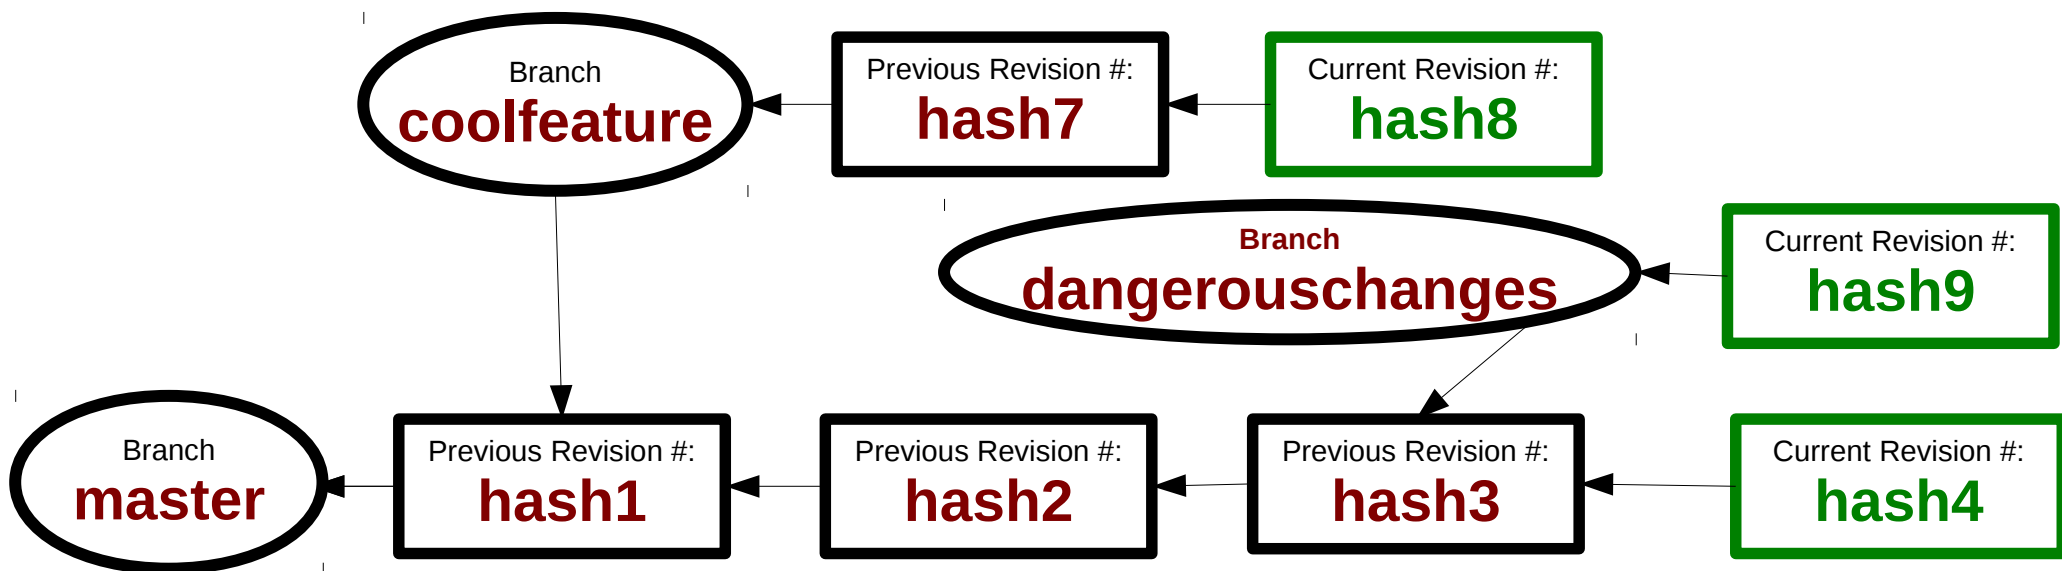 Branch
coolfeature
Previous Revision #:
hash7
Current Revision #:
hash8
Branch
dangerouschanges
Current Revision #:
hash9
Branch
master
Previous Revision #:
hash1
Previous Revision #:
hash2
Previous Revision #:
hash3
Current Revision #:
hash4